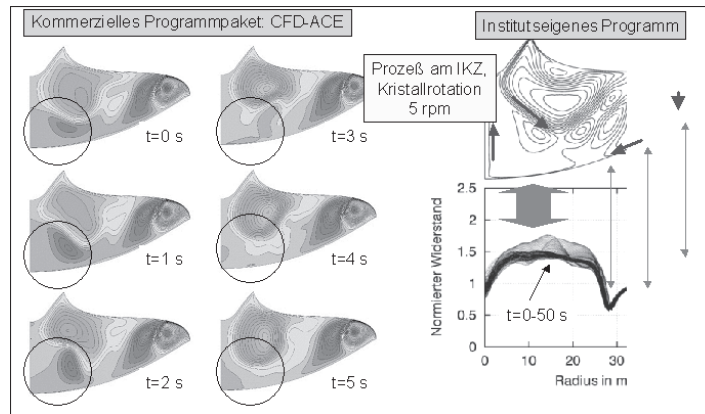 Kommerzielles Programmpaket: CFD-ACE
Institutseigenes Programm
Prozeß am IKZ,
Kristallrotation
5 rpm
t=0 s
t=3 s
t=1 s
t=4 s
t=2 s
t=5 s
Normierter Widerstand
2.5
2
1.5
1
0.5
0
t=0-50 s
0
10
20
30
Radius in m